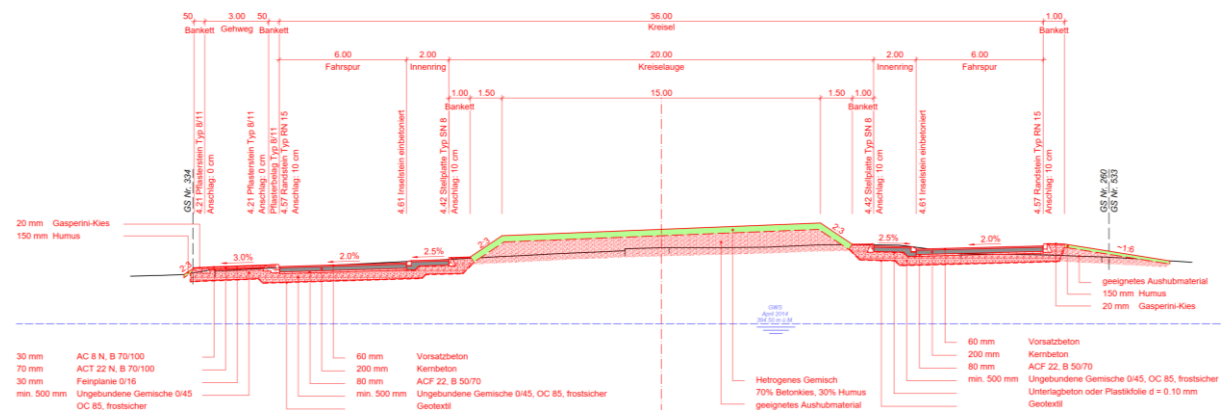 50
3.00
50
36.00
1.00
Bankett
Gehweg
Bankett
Kreisel
Bankett
6.00
2.00
20.00
2.00
6.00
Fahrspur
Innenring
Kreiselauge
Innenring
Fahrspur
1.00
1.50
15.00
1.50
1.00
Bankett
Bankett
GS Nr. 334
4.21 Pflasterstein Typ 8/11
Anschlag: 0 cm
4.21 Pflasterstein Typ 8/11
Anschlag: 0 cm
Pflasterbelag Typ 8/11
4.57 Randstein Typ RN 15
Anschlag: 10 cm
4.61 Inselstein einbetoniert
4.42 Stellplatte Typ SN 8
Anschlag: 10 cm
4.42 Stellplatte Typ SN 8
Anschlag: 10 cm
4.61 Inselstein einbetoniert
4.57 Randstein Typ RN 15
Anschlag: 10 cm
GS Nr. 260
GS Nr. 533
20 mm Gasperini-Kies
150 mm Humus
2:3
3.0%
2.0%
2.5%
2:3
2:3
2.5%
2.0%
~1:6
geeignetes Aushubmaterial
150 mm Humus
20 mm Gasperini-Kies
GWS
April 2014
394.50 m ü.M.
30 mm AC 8 N, B 70/100
70 mm ACT 22 N, B 70/100
30 mm Feinplanie 0/16
min. 500 mm Ungebundene Gemische 0/45
OC 85, frostsicher
60 mm Vorsatzbeton
200 mm Kernbeton
80 mm ACF 22, B 50/70
min. 500 mm Ungebundene Gemische 0/45, OC 85, frostsicher
Geotextil
Hetrogenes Gemisch
70% Betonkies, 30% Humus
geeignetes Aushubmaterial
60 mm Vorsatzbeton
200 mm Kernbeton
80 mm ACF 22, B 50/70
min. 500 mm Ungebundene Gemische 0/45, OC 85, frostsicher
Unterlagbeton oder Plastikfolie d = 0.10 mm
Geotextil